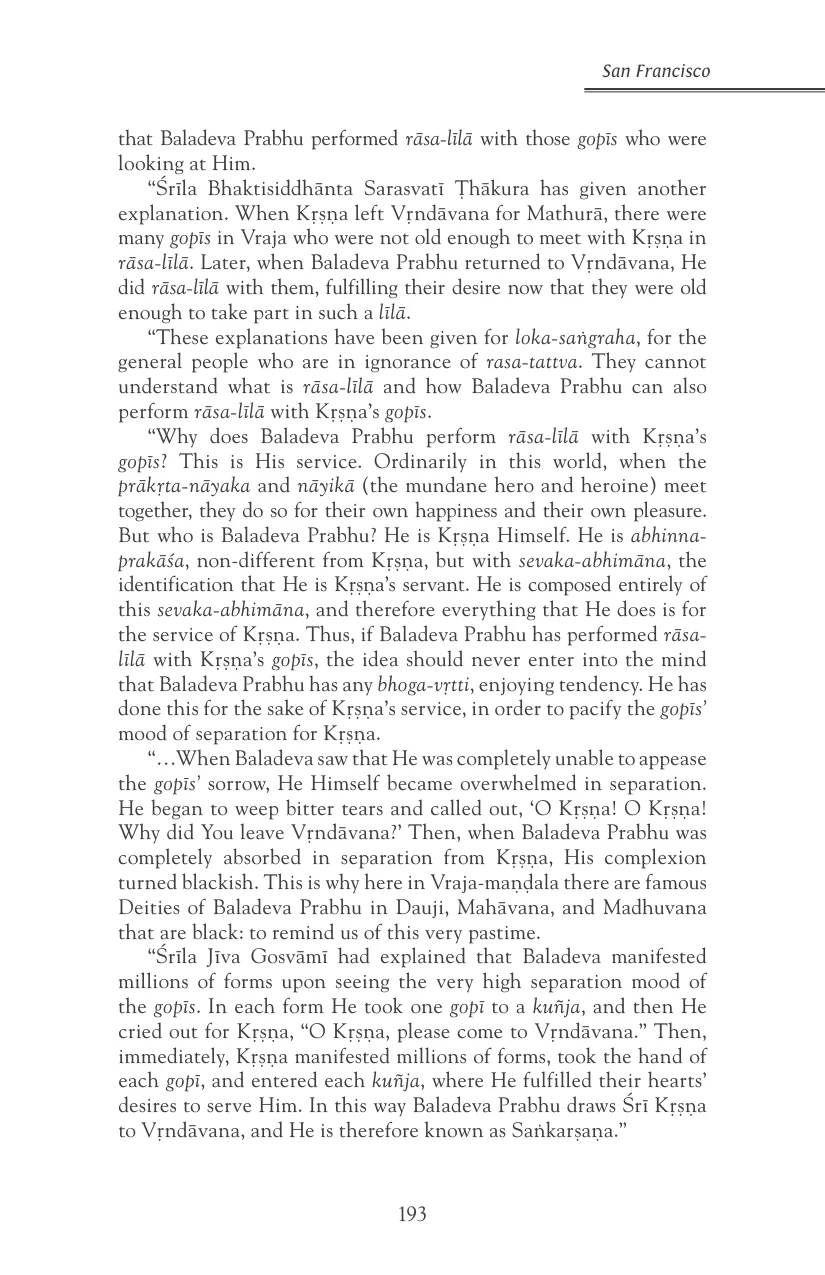 San Francisco
that Baladeva Prabhu performed rāsa-līlā with those gopīs who were
looking at Him.
“Śrīla Bhaktisiddhānta Sarasvatī Ṭhākura has given another
explanation. When Kṛṣṇa left Vṛndāvana for Mathurā, there were
many gopīs in Vraja who were not old enough to meet with Kṛṣṇa in
rāsa-līlā. Later, when Baladeva Prabhu returned to Vṛndāvana, He
did rāsa-līlā with them, fulfilling their desire now that they were old
enough to take part in such a līlā.
“These explanations have been given for loka-saṅgraha, for the
general people who are in ignorance of rasa-tattva. They cannot
understand what is rāsa-līlā and how Baladeva Prabhu can also
perform rāsa-līlā with Kṛṣṇa’s gopīs.
“Why does Baladeva Prabhu perform rāsa-līlā with Kṛṣṇa’s
gopīs? This is His service. Ordinarily in this world, when the
prākṛta-nāyaka and nāyikā (the mundane hero and heroine) meet
together, they do so for their own happiness and their own pleasure.
But who is Baladeva Prabhu? He is Kṛṣṇa Himself. He is abhinna-
prakāśa, non-different from Kṛṣṇa, but with sevaka-abhimāna, the
identification that He is Kṛṣṇa’s servant. He is composed entirely of
this sevaka-abhimāna, and therefore everything that He does is for
the service of Kṛṣṇa. Thus, if Baladeva Prabhu has performed rāsa-
līlā with Kṛṣṇa’s gopīs, the idea should never enter into the mind
that Baladeva Prabhu has any bhoga-vṛtti, enjoying tendency. He has
done this for the sake of Kṛṣṇa’s service, in order to pacify the gopīs’
mood of separation for Kṛṣṇa.
“…When Baladeva saw that He was completely unable to appease
the gopīs’ sorrow, He Himself became overwhelmed in separation.
He began to weep bitter tears and called out, ‘O Kṛṣṇa! O Kṛṣṇa!
Why did You leave Vṛndāvana?’ Then, when Baladeva Prabhu was
completely absorbed in separation from Kṛṣṇa, His complexion
turned blackish. This is why here in Vraja-maṇḍala there are famous
Deities of Baladeva Prabhu in Dauji, Mahāvana, and Madhuvana
that are black: to remind us of this very pastime.
“Śrīla Jīva Gosvāmī had explained that Baladeva manifested
millions of forms upon seeing the very high separation mood of
the gopīs. In each form He took one gopī to a kuñja, and then He
cried out for Kṛṣṇa, “O Kṛṣṇa, please come to Vṛndāvana.” Then,
immediately, Kṛṣṇa manifested millions of forms, took the hand of
each gopī, and entered each kuñja, where He fulfilled their hearts’
desires to serve Him. In this way Baladeva Prabhu draws Śrī Kṛṣṇa
to Vṛndāvana, and He is therefore known as Saṅkarṣaṇa.”
193